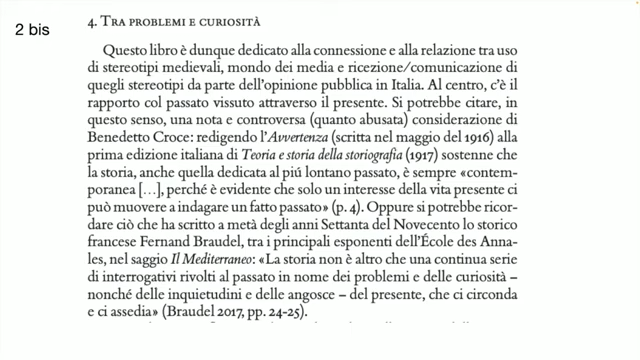 2 bis
4. Tra problemi e curiosità
Questo libro è dunque dedicato alla connessione e alla relazione tra uso
di stereotipi medievali, mondo dei media e ricezione/comunicazione di
quegli stereotipi da parte dell'opinione pubblica in Italia. Al centro, c'è il
rapporto col passato vissuto attraverso il presente. Si potrebbe citare, in
questo senso, una nota e controversa (quanto abusata) considerazione di
Benedetto Croce: redigendo l'Avvertenza (scritta nel maggio del 1916) alla
prima edizione italiana di Teoria e storia della storiografia (1917) sostenne che
la storia, anche quella dedicata al piú lontano passato, è sempre «contem-
poranea […], perché è evidente che solo un interesse della vita presente ci
può muovere a indagare un fatto passato» (p. 4). Oppure si potrebbe ricor-
dare ciò che ha scritto a metà degli anni Settanta del Novecento lo storico
francese Fernand Braudel, tra i principali esponenti dell'École des Anna-
les, nel saggio Il Mediterraneo: «La storia non è altro che una continua serie
di interrogativi rivolti al passato in nome dei problemi e delle curiosità –
nonché delle inquietudini e delle angosce – del presente, che ci circonda
e ci assedia» (Braudel 2017, pp. 24-25).